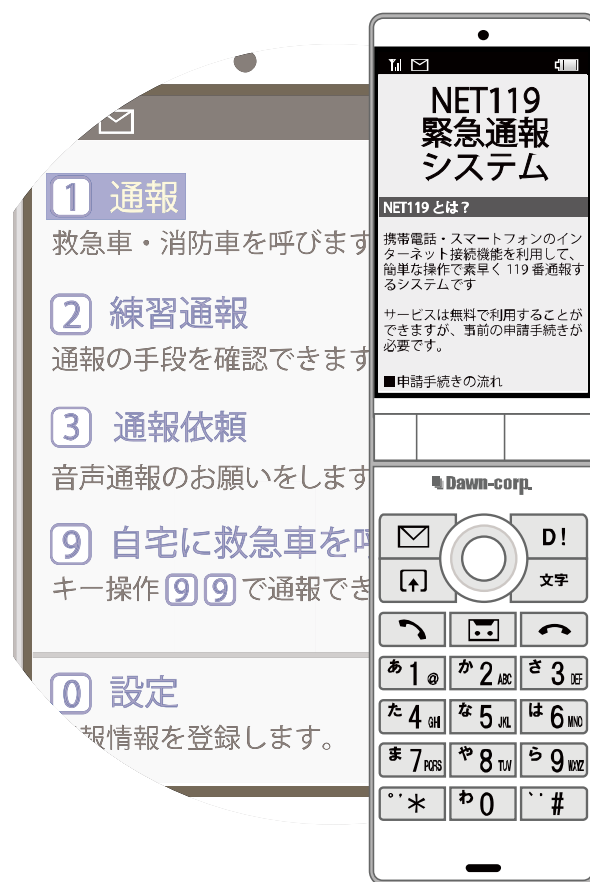 1 通報
救急車・消防車を呼びます
2 練習通報
通報の手段を確認できます
3 通報依頼
音声通報のお願いをします
9 自宅に救急車を
キー操作99で通報でき
0 設定
報情報を登録します。
NET119
緊急通報
システム
NET119 とは?
携帯電話・スマートフォンのイン
ターネット接続機能を利用して、
簡単な操作で素早く 119 番通報す
るシステムです
サービスは無料で利用することが
できますが、事前の申請手続きが
必要です。
■申請手続きの流れ
Dawn-corp.
D!
文字
あ 1 @
か 2 ABC
さ 3 DEF
た 4 GHI
な 5 JKL
は 6 MNO
ま 7 PQRS
や 8 TUV
ら 9 WXYZ
゜゛ *
わ 0
#